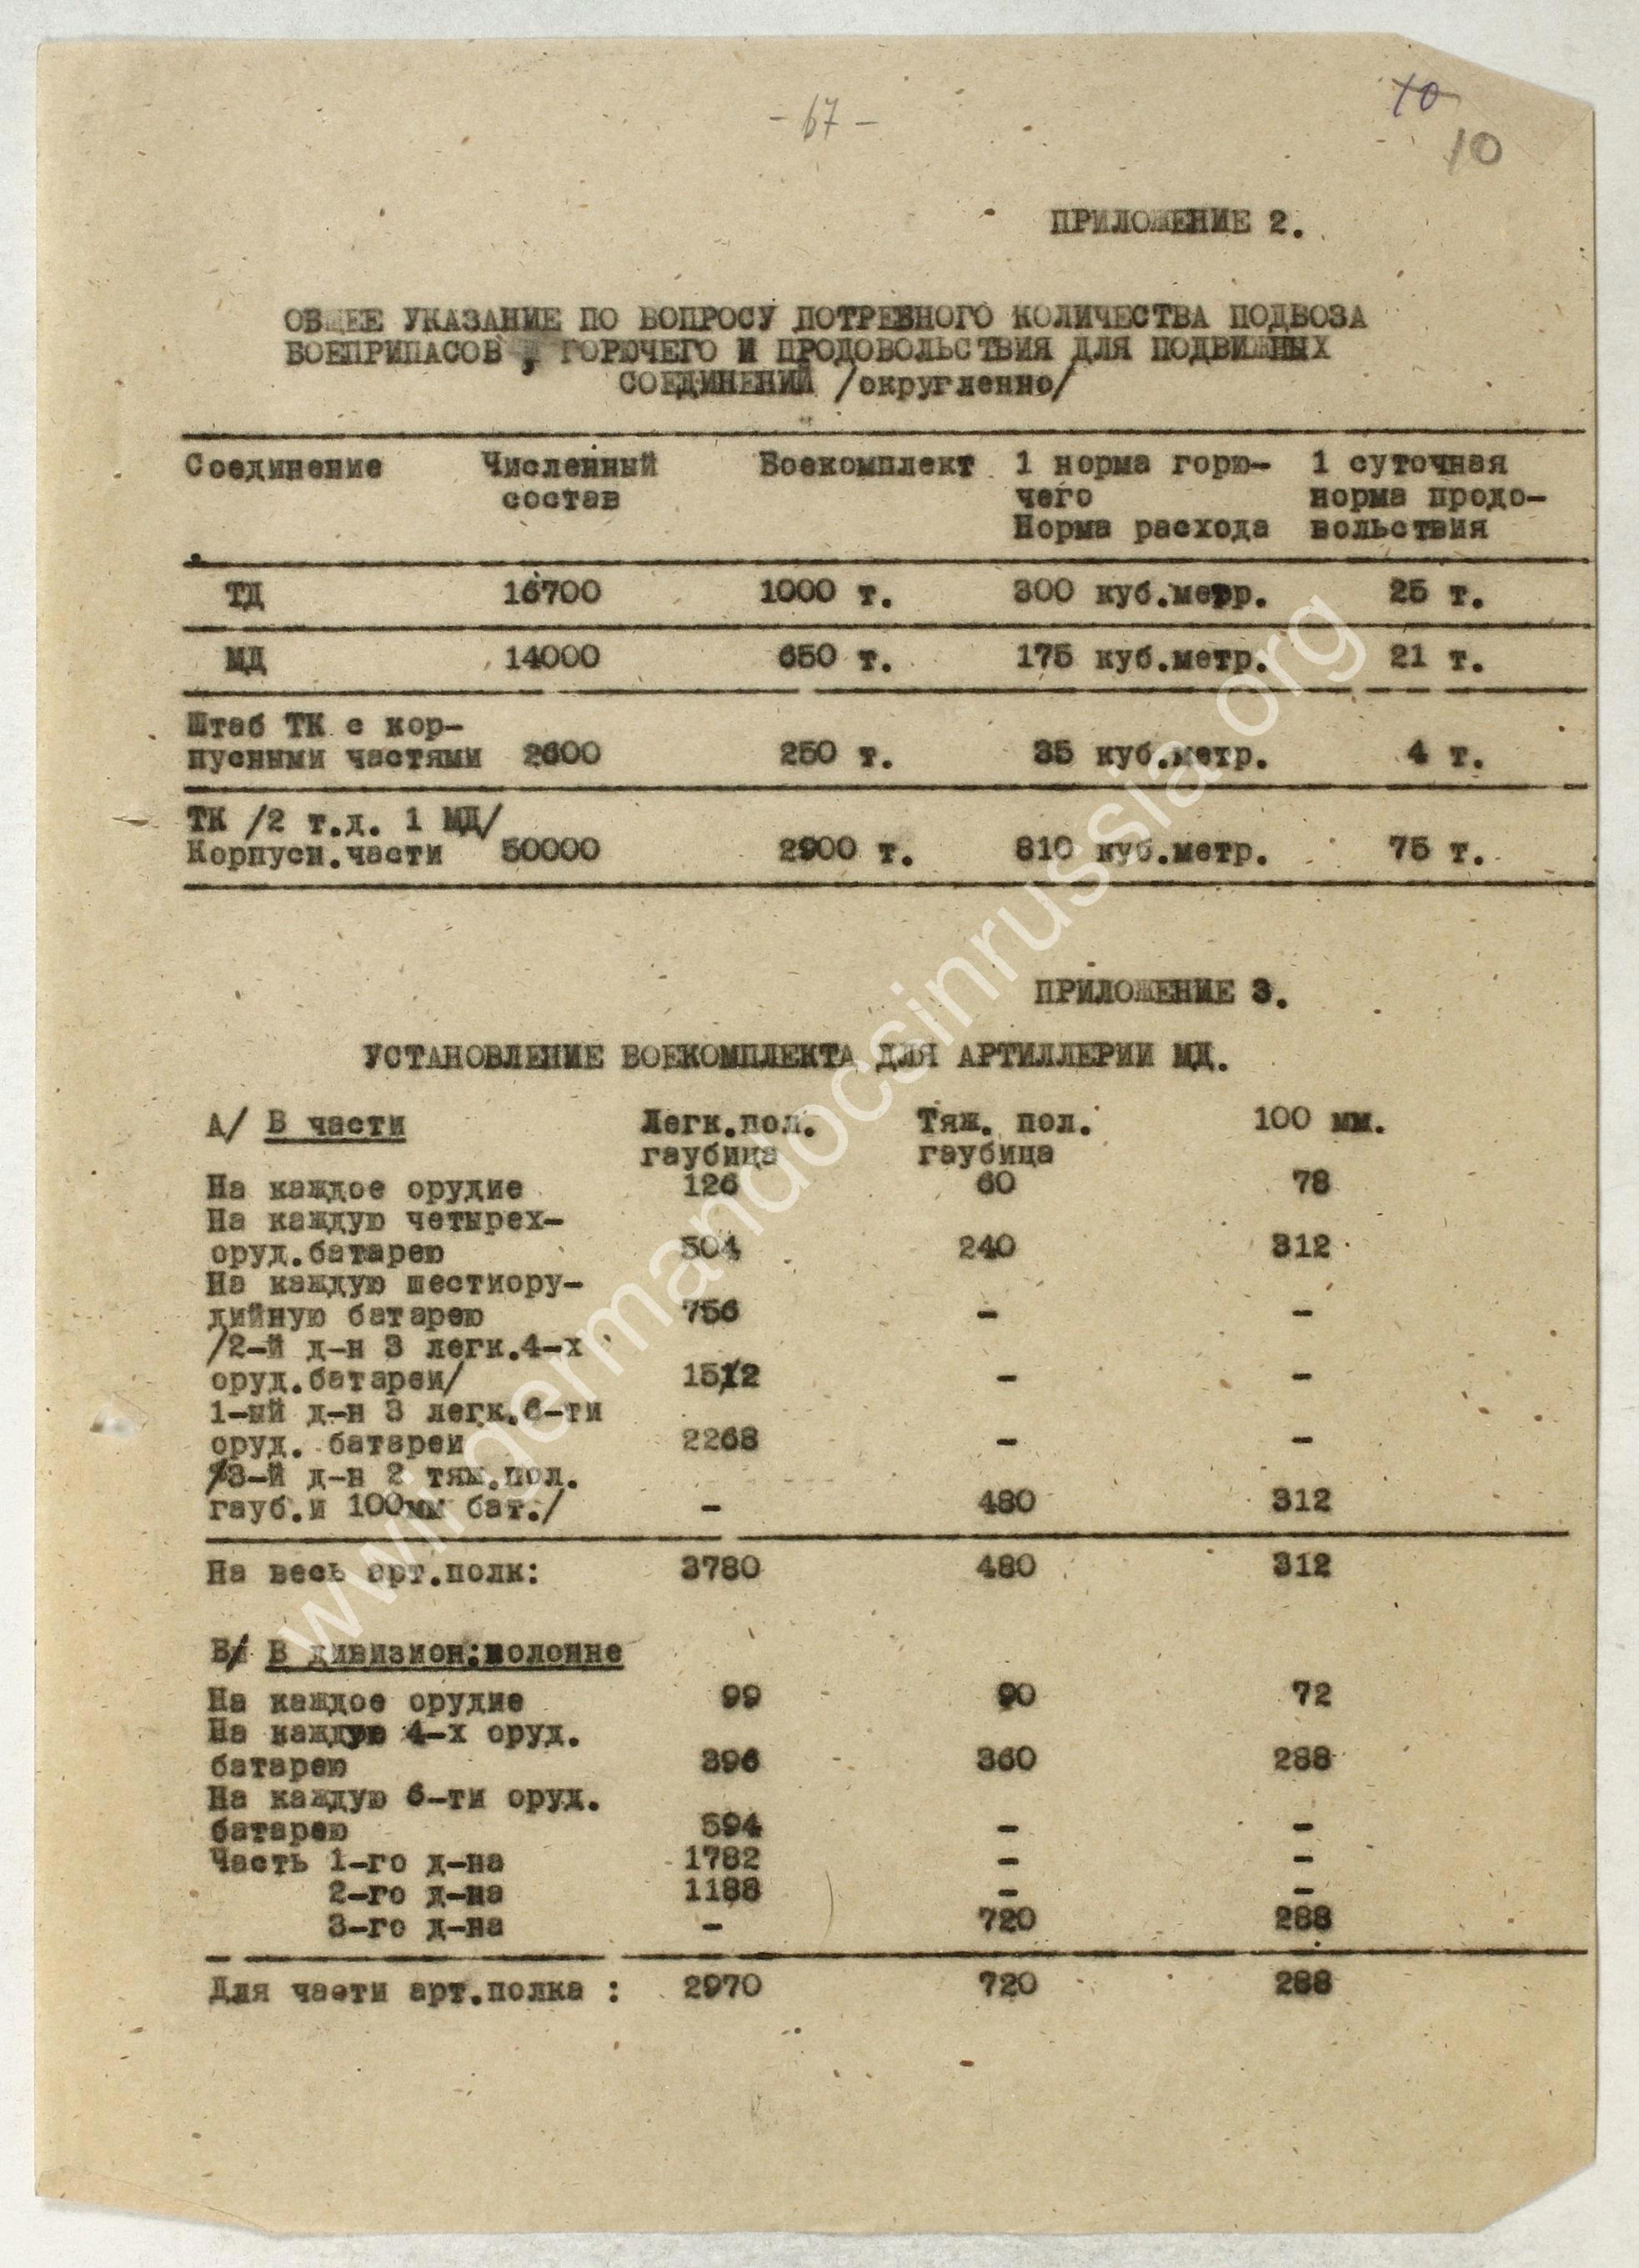 - 67 -
10
10
ПРИЛОЖЕНИЕ 2.
ОБЩЕЕ УКАЗАНИЕ ПО ВОПРОСУ ПОТРЕБНОГО КОЛИЧЕСТВА ПОДВОЗА
БОЕПРИПАСОВ , ГОРЮЧЕГО И ПРОДОВОЛЬСТВИЯ ДЛЯ ПОДВИЖНЫХ
СОЕДИНЕНИЙ /округленно/
Соединение Численный Боекомплект 1 норма горю- 1 суточная
состав чего норма продо-
Норма расхода вольствия
ТД 16700 1000 т. 300 куб.метр. 25 т.
МД 14000 650 т. 175 куб.метр. 21 т.
Штаб ТК с кор-
пусными частями 2600 250 т. 35 куб.метр. 4 т.
ТК /2 т.д. 1 МД/
Корпусн.части 50000 2900 т. 810 куб.метр. 75 т.
ПРИЛОЖЕНИЕ 3.
УСТАНОВЛЕНИЕ БОЕКОМПЛЕКТА ДЛЯ АРТИЛЛЕРИИ МД.
А/ В части Легк.пол. Тяж. пол. 100 мм.
гаубица гаубица
На каждое орудие 126 60 78
На каждую четырех-
оруд.батарею 504 240 312
На каждую шестиору-
дийную батарею 756 - -
/2-й д-н 3 легк.4-х
оруд.батареи/ 1512 - -
1-ый д-н 3 легк.6-ти
оруд. батареи 2268 - -
/3-й д-н 2 тяж.пол.
гауб.и 100мм бат./ - 480 312
На весь арт.полк: 3780 480 312
Б/ В дивизион:колонне
На каждое орудие 99 90 72
На каждую 4-х оруд.
батарею 396 360 288
На каждую 6-ти оруд.
батарею 594 - -
Часть 1-го д-на 1782 - -
2-го д-на 1188 - -
3-го д-на - 720 288
Для части арт.полка : 2970 720 288
www.germandocsinrussia.org